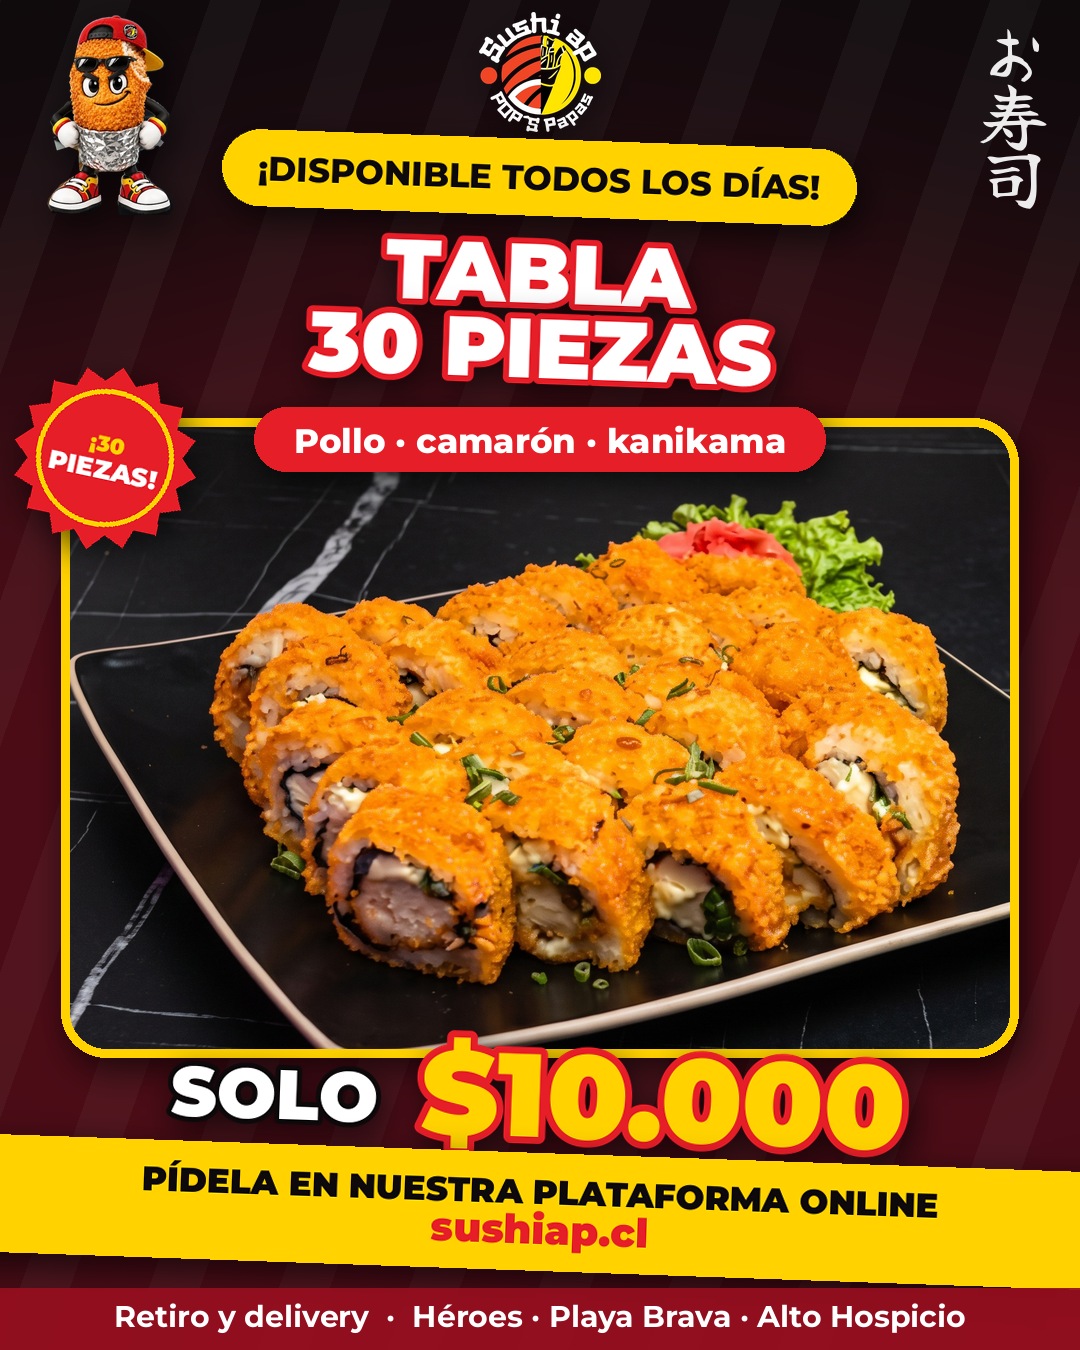 Sushi ap
POP'S Papas
お寿司
¡DISPONIBLE TODOS LOS DÍAS!
TABLA
30 PIEZAS
¡30
PIEZAS!
Pollo · camarón · kanikama
SOLO $10.000
PÍDELA EN NUESTRA PLATAFORMA ONLINE
sushiap.cl
Retiro y delivery · Héroes · Playa Brava · Alto Hospicio